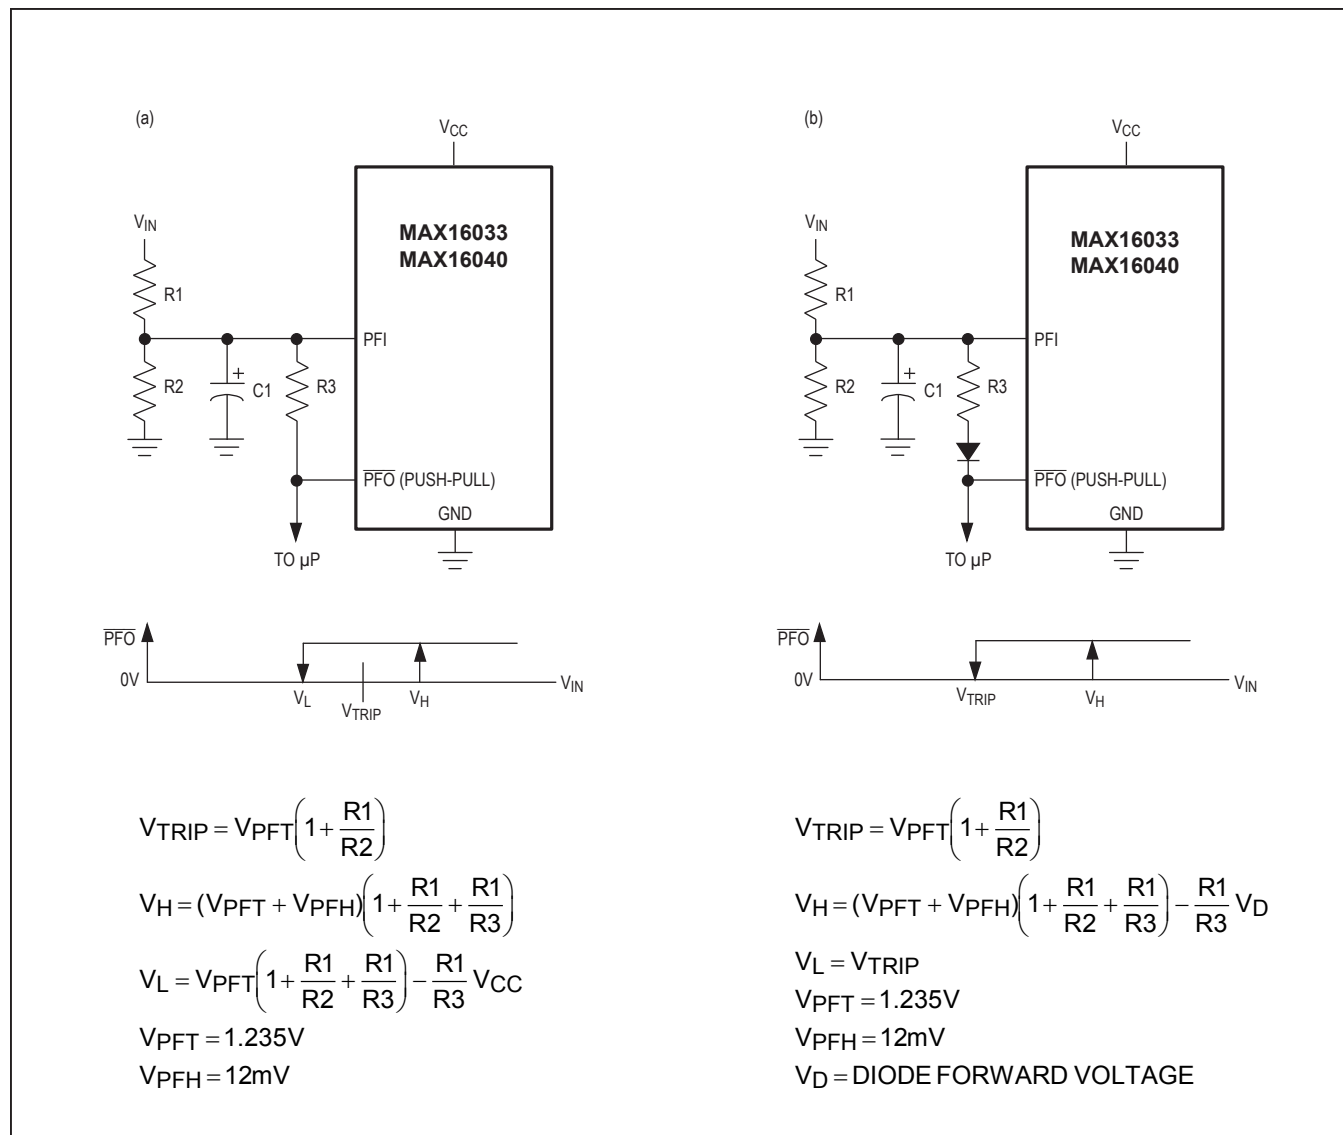 (a)
VCC
VIN
MAX16033
MAX16040
R1
PFI
R2
+
C1
R3
PFO (PUSH-PULL)
GND
TO µP
PFO
0V
VL
VTRIP
VH
VIN
VTRIP = VPFT(1 + R1/R2)
VH = (VPFT + VPFH)(1 + R1/R2 + R1/R3)
VL = VPFT(1 + R1/R2 + R1/R3) − R1/R3 VCC
VPFT = 1.235V
VPFH = 12mV
(b)
VCC
VIN
MAX16033
MAX16040
R1
PFI
R2
+
C1
R3
PFO (PUSH-PULL)
GND
TO µP
PFO
0V
VTRIP
VH
VIN
VTRIP = VPFT(1 + R1/R2)
VH = (VPFT + VPFH)(1 + R1/R2 + R1/R3) − R1/R3 VD
VL = VTRIP
VPFT = 1.235V
VPFH = 12mV
VD = DIODE FORWARD VOLTAGE